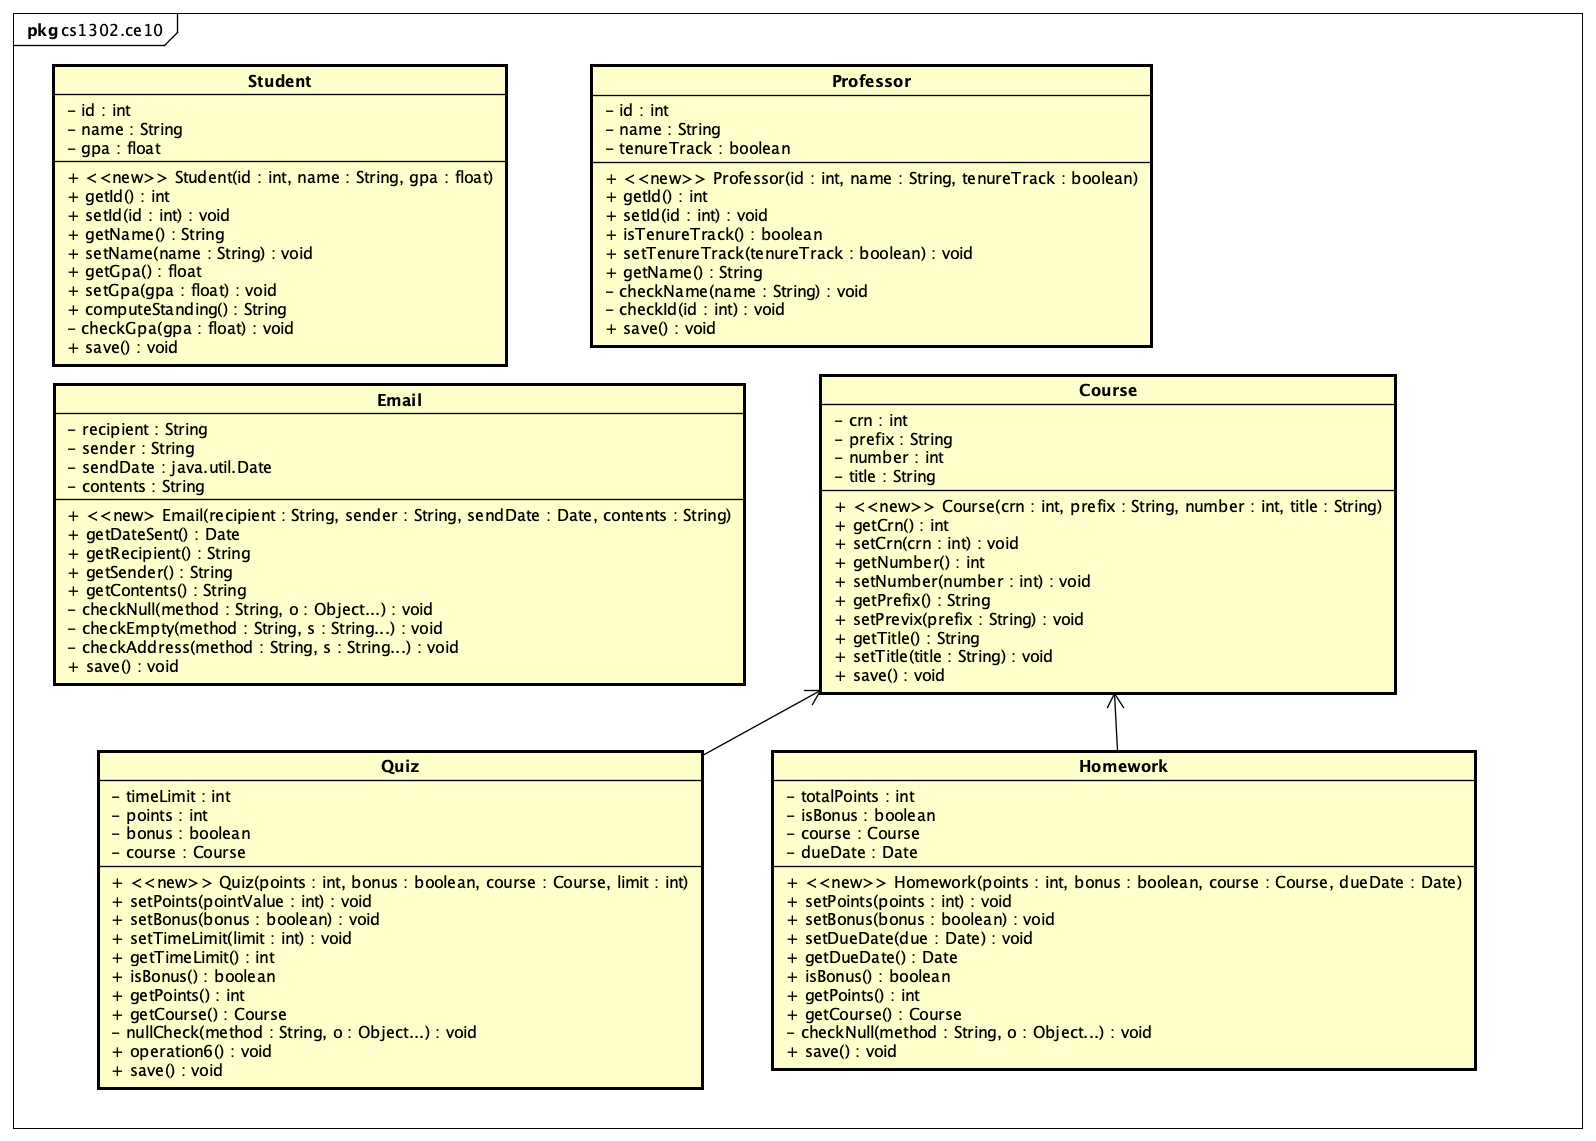 pkg cs1302.ce10
Student
- id : int
- name : String
- gpa : float
+ <<new>> Student(id : int, name : String, gpa : float)
+ getId() : int
+ setId(id : int) : void
+ getName() : String
+ setName(name : String) : void
+ getGpa() : float
+ setGpa(gpa : float) : void
+ computeStanding() : String
- checkGpa(gpa : float) : void
+ save() : void
Professor
- id : int
- name : String
- tenureTrack : boolean
+ <<new>> Professor(id : int, name : String, tenureTrack : boolean)
+ getId() : int
+ setId(id : int) : void
+ isTenureTrack() : boolean
+ setTenureTrack(tenureTrack : boolean) : void
+ getName() : String
- checkName(name : String) : void
- checkId(id : int) : void
+ save() : void
Email
- recipient : String
- sender : String
- sendDate : java.util.Date
- contents : String
+ <<new> Email(recipient : String, sender : String, sendDate : Date, contents : String)
+ getDateSent() : Date
+ getRecipient() : String
+ getSender() : String
+ getContents() : String
- checkNull(method : String, o : Object...) : void
- checkEmpty(method : String, s : String...) : void
- checkAddress(method : String, s : String...) : void
+ save() : void
Course
- crn : int
- prefix : String
- number : int
- title : String
+ <<new>> Course(crn : int, prefix : String, number : int, title : String)
+ getCrn() : int
+ setCrn(crn : int) : void
+ getNumber() : int
+ setNumber(number : int) : void
+ getPrefix() : String
+ setPrevix(prefix : String) : void
+ getTitle() : String
+ setTitle(title : String) : void
+ save() : void
Quiz
- timeLimit : int
- points : int
- bonus : boolean
- course : Course
+ <<new>> Quiz(points : int, bonus : boolean, course : Course, limit : int)
+ setPoints(pointValue : int) : void
+ setBonus(bonus : boolean) : void
+ setTimeLimit(limit : int) : void
+ getTimeLimit() : int
+ isBonus() : boolean
+ getPoints() : int
+ getCourse() : Course
- nullCheck(method : String, o : Object...) : void
+ operation6() : void
+ save() : void
Homework
- totalPoints : int
- isBonus : boolean
- course : Course
- dueDate : Date
+ <<new>> Homework(points : int, bonus : boolean, course : Course, dueDate : Date)
+ setPoints(points : int) : void
+ setBonus(bonus : boolean) : void
+ setDueDate(due : Date) : void
+ getDueDate() : Date
+ isBonus() : boolean
+ getPoints() : int
+ getCourse() : Course
- checkNull(method : String, o : Object...) : void
+ save() : void